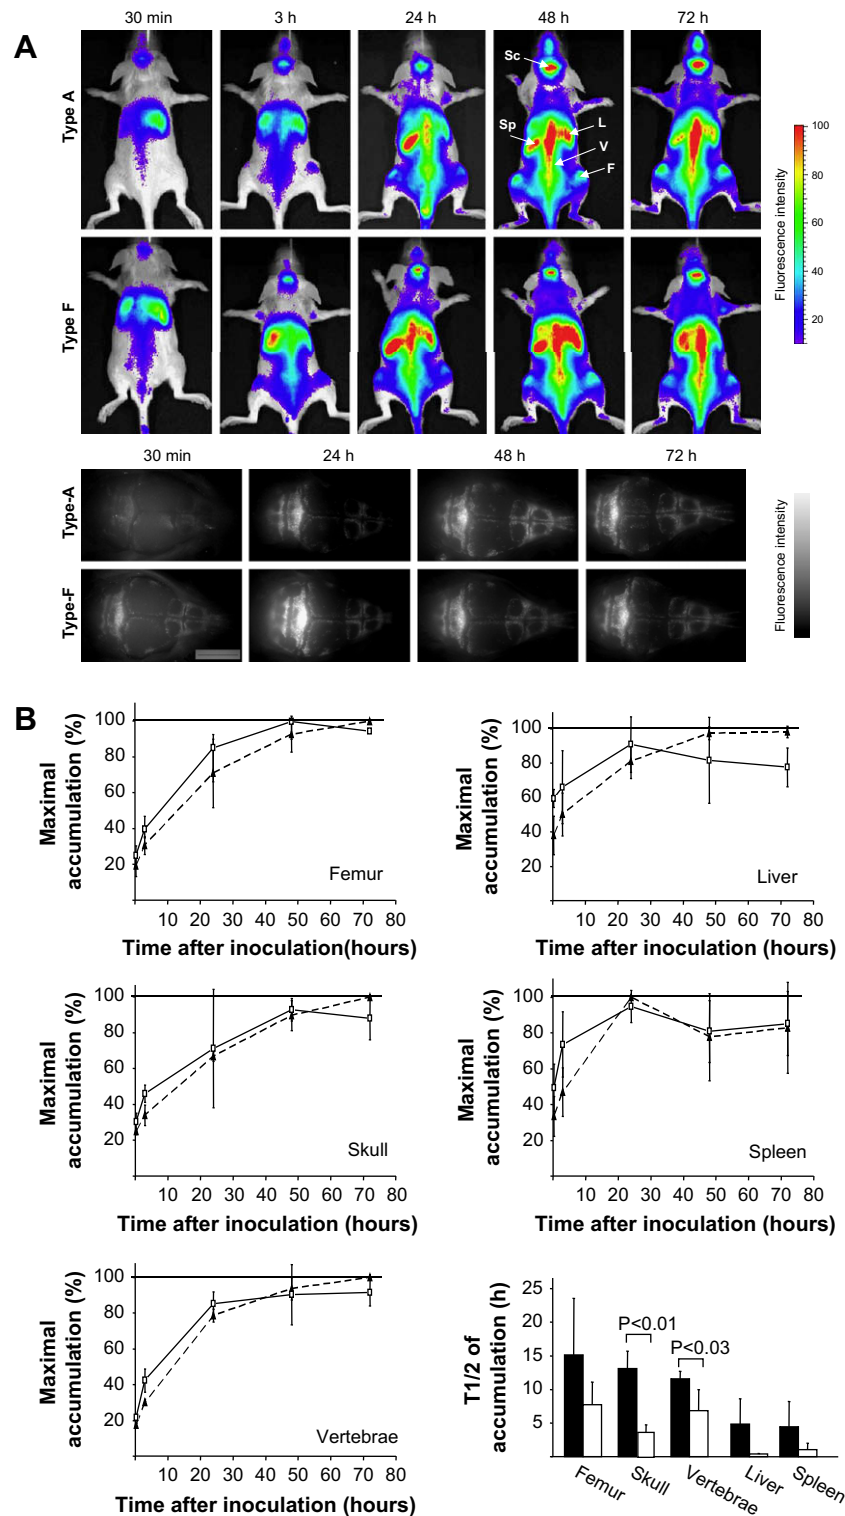 30 min 3 h 24 h 48 h 72 h
A
Type A
Sc
Sp
L
V
F
Type F
Fluorescence intensity
100
80
60
40
20
30 min 24 h 48 h 72 h
Type-A
Type-F
Fluorescence intensity
B
Maximal accumulation (%)
100
80
60
40
20
10 20 30 40 50 60 70 80
Femur
Time after inoculation(hours)
Maximal accumulation (%)
100
80
60
40
20
10 20 30 40 50 60 70 80
Liver
Time after inoculation (hours)
Maximal accumulation (%)
100
80
60
40
20
10 20 30 40 50 60 70 80
Skull
Time after inoculation (hours)
Maximal accumulation (%)
100
80
60
40
20
10 20 30 40 50 60 70 80
Spleen
Time after inoculation (hours)
Maximal accumulation (%)
100
80
60
40
20
10 20 30 40 50 60 70 80
Vertebrae
Time after inoculation (hours)
T1/2 of accumulation (h)
25
20
15
10
5
P<0.01
P<0.03
Femur
Skull
Vertebrae
Liver
Spleen